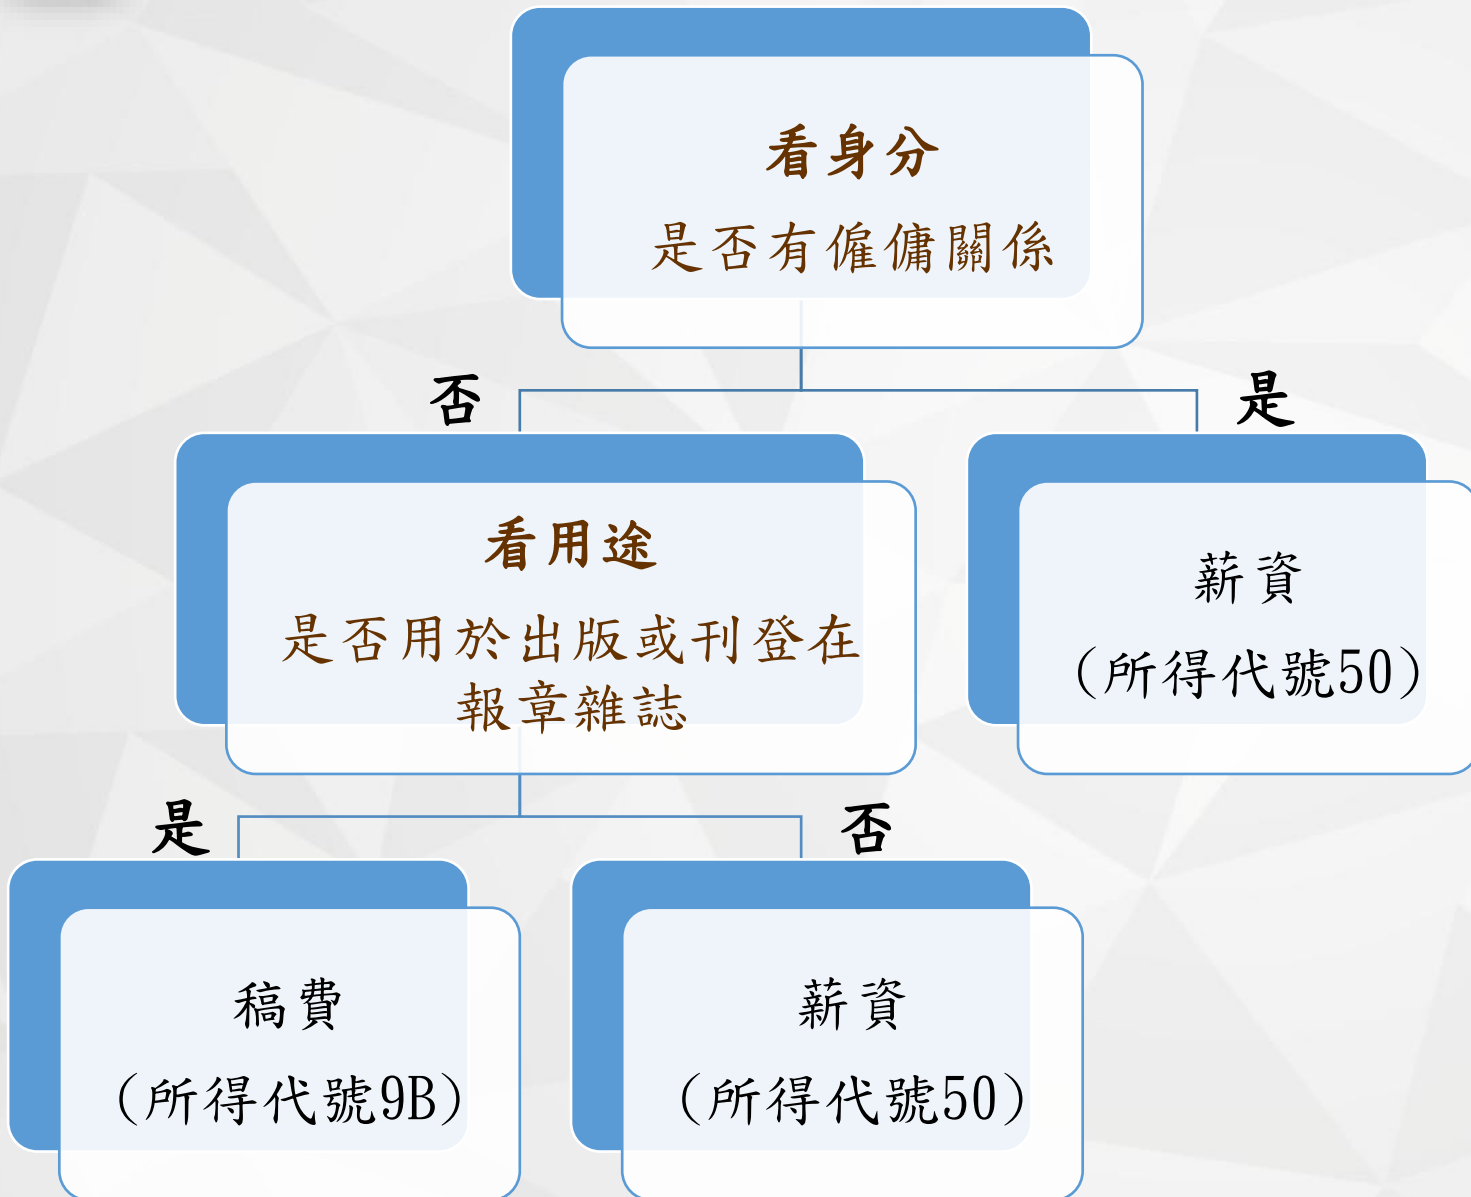 看身分
是否有僱傭關係
否
是
看用途
是否用於出版或刊登在
報章雜誌
薪資
（所得代號50）
是
否
稿費
（所得代號9B）
薪資
（所得代號50）